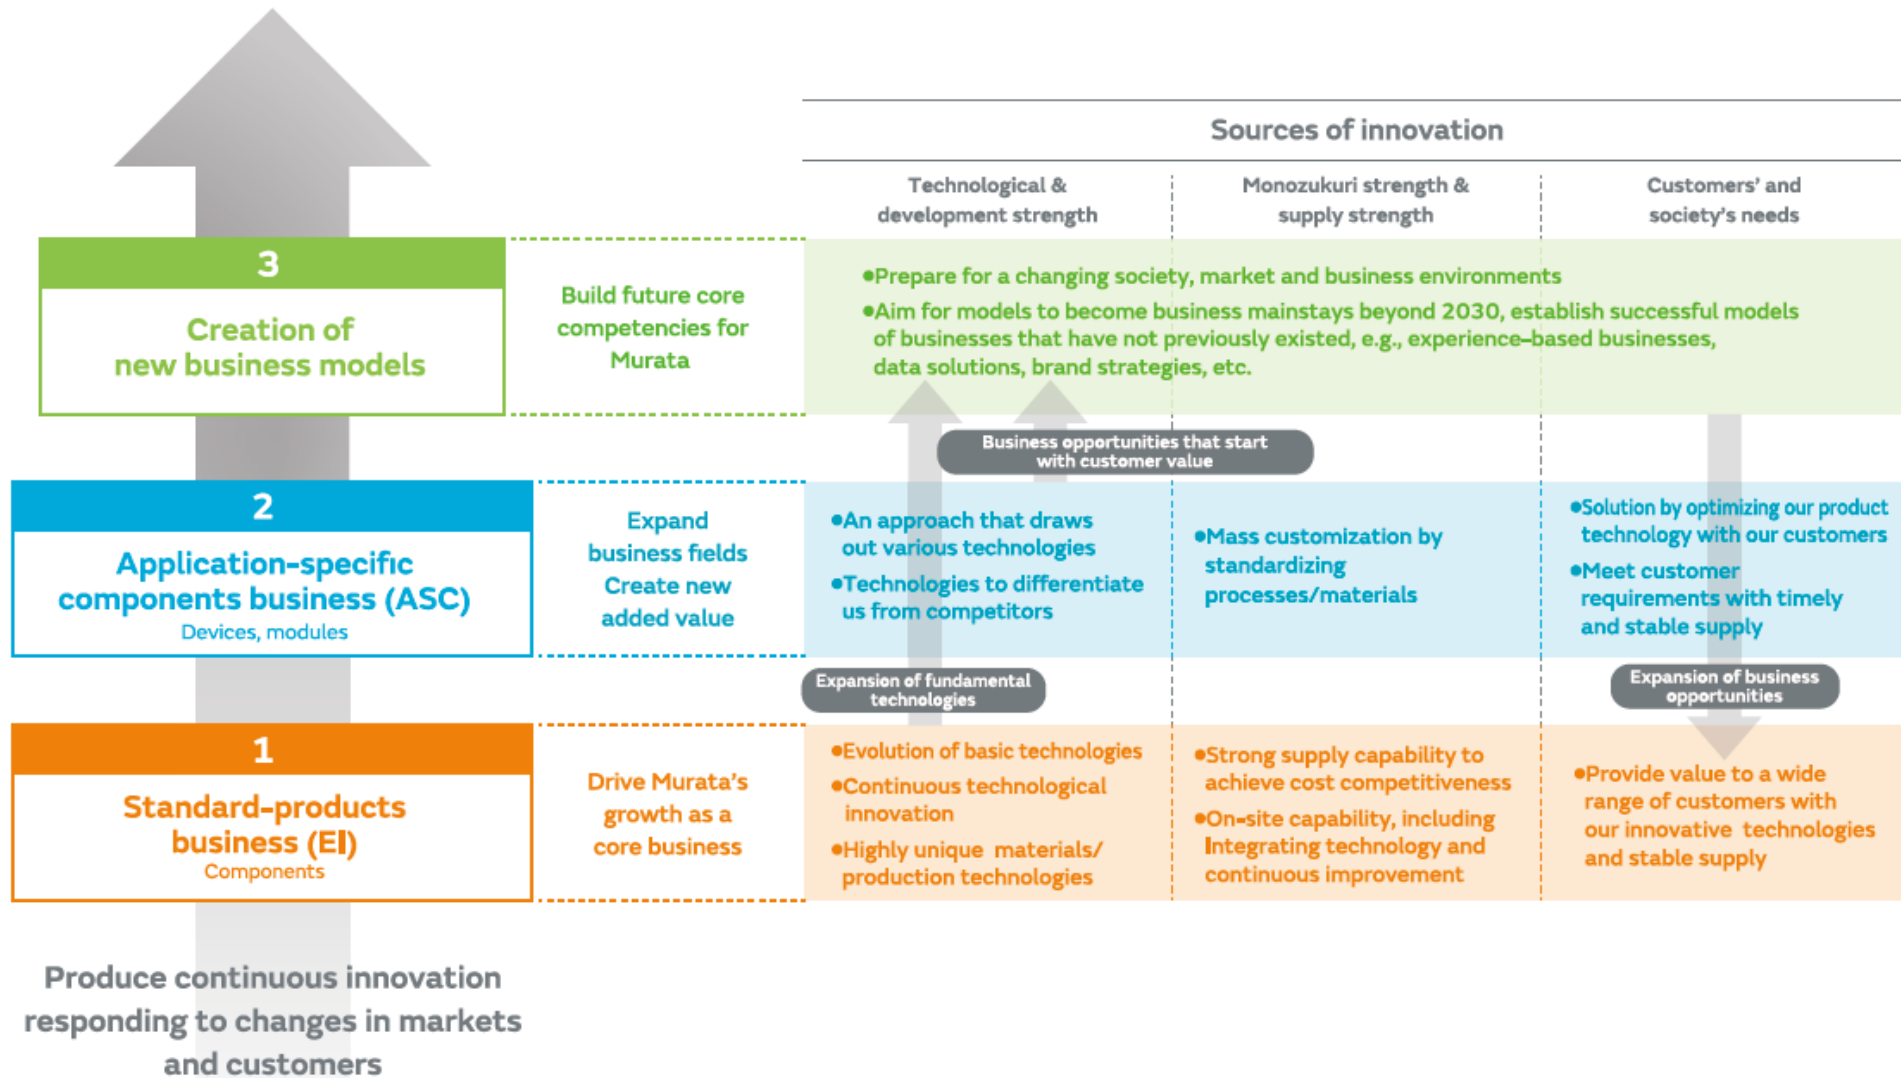 Sources of innovation
Technological &
development strength
Monozukuri strength &
supply strength
Customers’ and
society’s needs
3
Creation of
new business models
Build future core
competencies for
Murata
●Prepare for a changing society, market and business environments
●Aim for models to become business mainstays beyond 2030, establish successful models
of businesses that have not previously existed, e.g., experience-based businesses,
data solutions, brand strategies, etc.
Business opportunities that start
with customer value
2
Application-specific
components business (ASC)
Devices, modules
Expand
business fields
Create new
added value
●An approach that draws
out various technologies
●Technologies to differentiate
us from competitors
●Mass customization by
standardizing
processes/materials
●Solution by optimizing our product
technology with our customers
●Meet customer
requirements with timely
and stable supply
Expansion of fundamental
technologies
Expansion of business
opportunities
1
Standard-products
business (EI)
Components
Drive Murata’s
growth as a
core business
●Evolution of basic technologies
●Continuous technological
innovation
●Highly unique materials/
production technologies
●Strong supply capability to
achieve cost competitiveness
●On-site capability, including
Integrating technology and
continuous improvement
●Provide value to a wide
range of customers with
our innovative technologies
and stable supply
Produce continuous innovation
responding to changes in markets
and customers